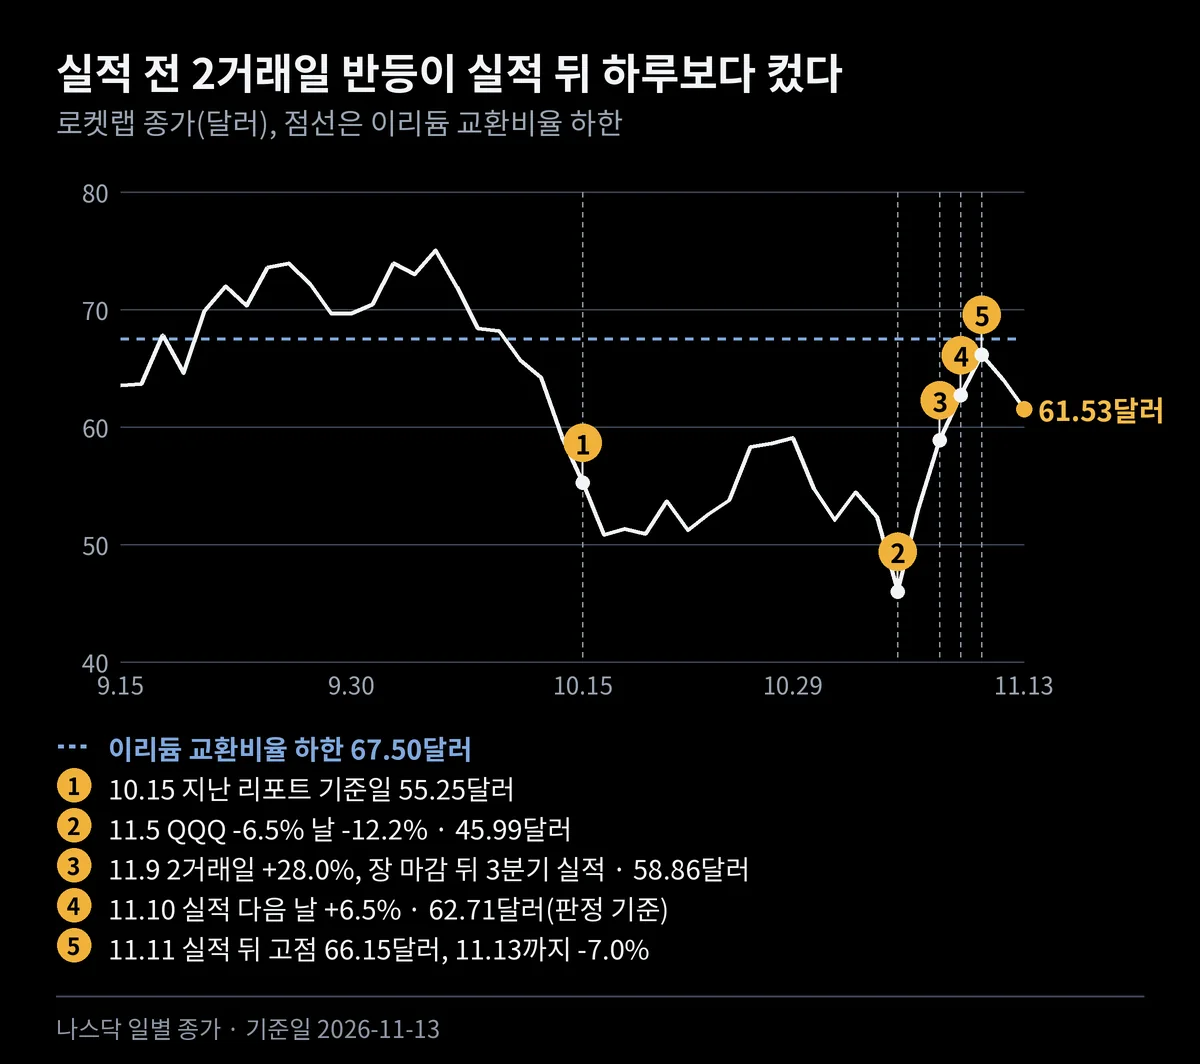 실적 전 2거래일 반등이 실적 뒤 하루보다 컸다
로켓랩 종가(달러), 점선은 이리듐 교환비율 하한
80
70
60
50
40
5
4
3
1
2
61.53달러
9.15 9.30 10.15 10.29 11.13
이리듐 교환비율 하한 67.50달러
1 10.15 지난 리포트 기준일 55.25달러
2 11.5 QQQ -6.5% 날 -12.2% · 45.99달러
3 11.9 2거래일 +28.0%, 장 마감 뒤 3분기 실적 · 58.86달러
4 11.10 실적 다음 날 +6.5% · 62.71달러(판정 기준)
5 11.11 실적 뒤 고점 66.15달러, 11.13까지 -7.0%
나스닥 일별 종가 · 기준일 2026-11-13